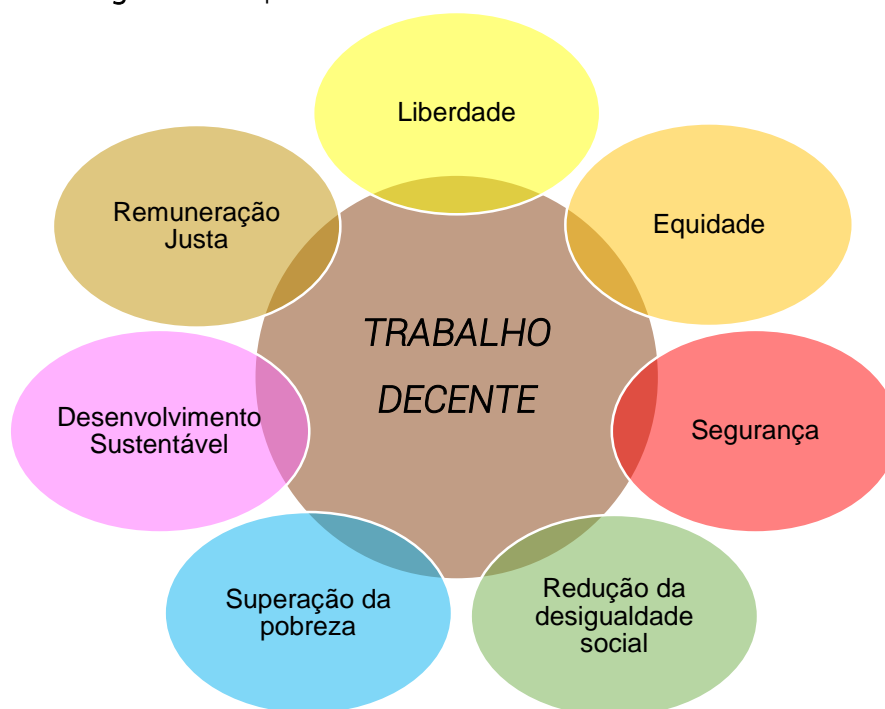 Liberdade
Remuneração
Justa
Equidade
TRABALHO
DECENTE
Desenvolvimento
Sustentável
Segurança
Superação da
pobreza
Redução da
desigualdade
social